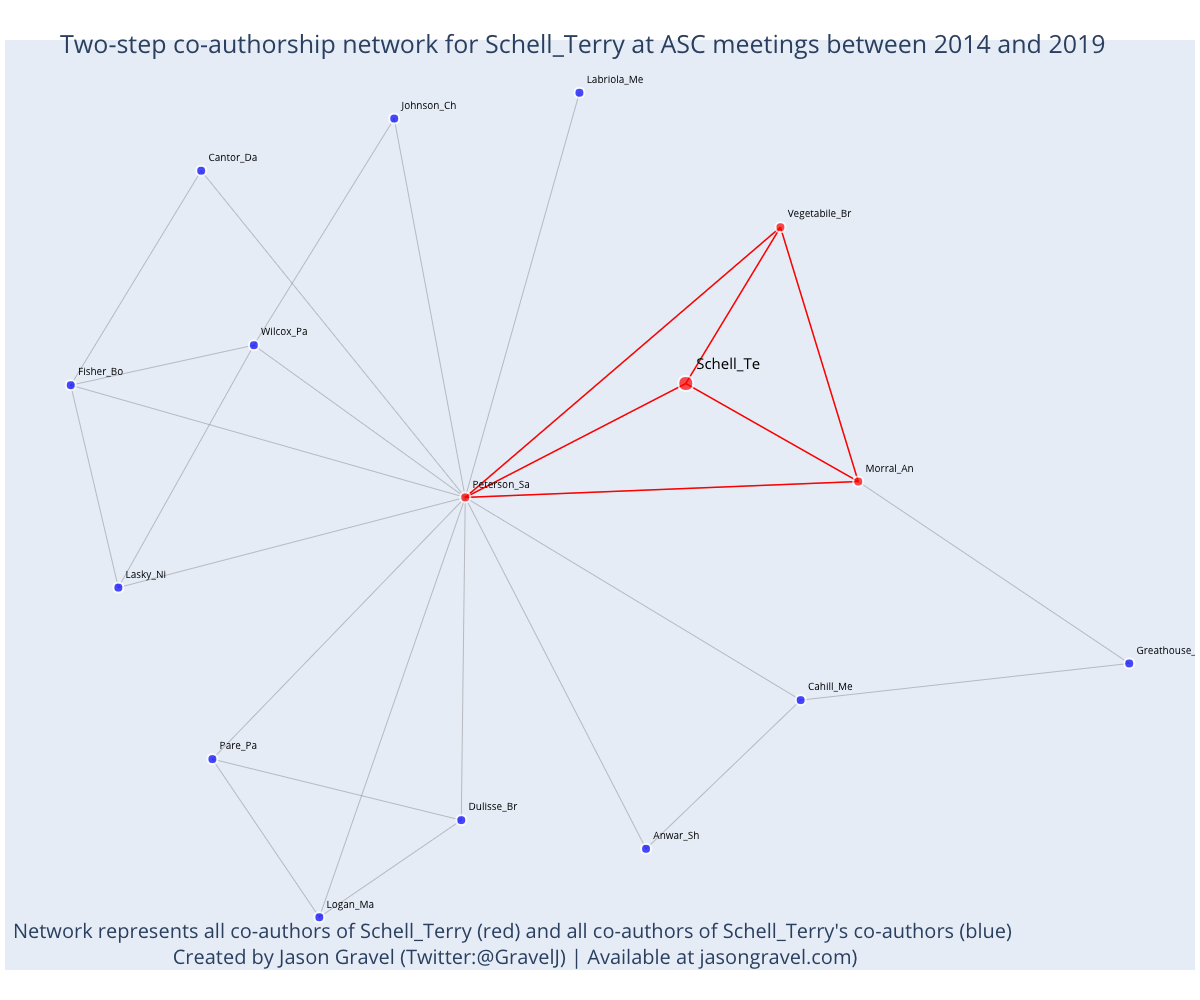 Two-step co-authorship network for Schell_Terry at ASC meetings between 2014 and 2019
Labriola_Me
Johnson_Ch
Cantor_Da
Vegetabile_Br
Wilcox_Pa
Schell_Te
Fisher_Bo
Morral_An
Peterson_Sa
Lasky_Ni
Greathouse_
Cahill_Me
Pare_Pa
Dulisse_Br
Anwar_Sh
Logan_Ma
Network represents all co-authors of Schell_Terry (red) and all co-authors of Schell_Terry's co-authors (blue)
Created by Jason Gravel (Twitter:@GravelJ) | Available at jasongravel.com)